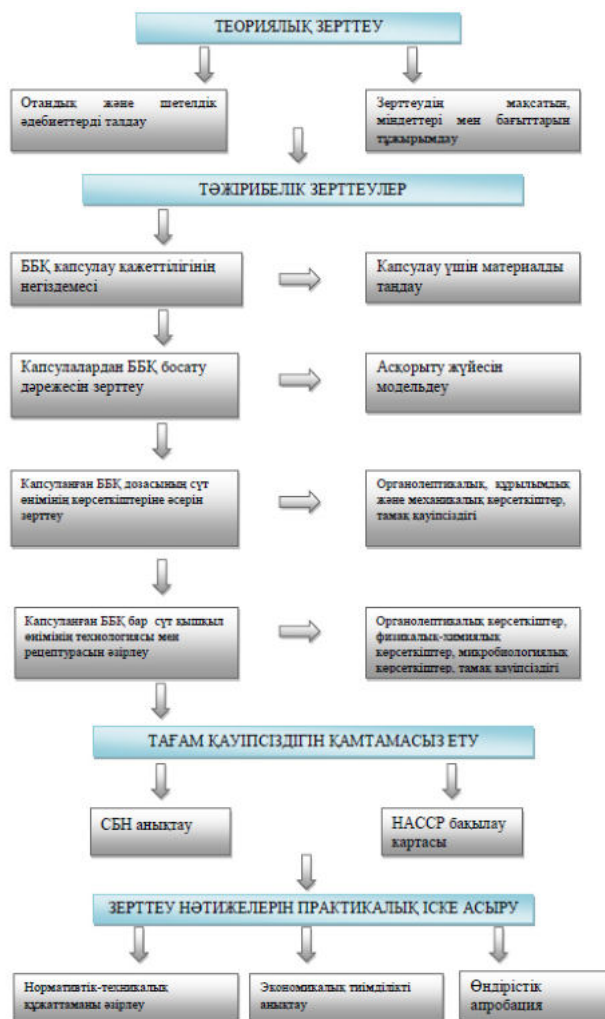 ТЕОРИЯЛЫҚ ЗЕРТТЕУ
Отандық және шетелдік
әдебиеттерді талдау
Зерттеудің мақсатын,
міндеттері мен бағыттарын
тұжырымдау
ТӘЖІРИБЕЛІК ЗЕРТТЕУЛЕР
ББҚ капсулау қажеттілігінің
негіздемесі
Капсулау үшін материалды
таңдау
Капсулалардан ББҚ босату
дәрежесін зерттеу
Асқорыту жүйесін
модельдеу
Капсуланған ББҚ дозасының сүт
өнімінің көрсеткіштеріне әсерін
зерттеу
Органолептикалық, құрылымдық
және механикалық көрсеткіштер,
тамақ қауіпсіздігі
Капсуланған ББҚ бар сүт қышқыл
өнімінің технологиясы мен
рецептурасын әзірлеу
Органолептикалық көрсеткіштер,
физикалық-химиялық
көрсеткіштер, микробиологиялық
көрсеткіштер, тамақ қауіпсіздігі
ТАҒАМ ҚАУІПСІЗДІГІН ҚАМТАМАСЫЗ ЕТУ
СБН анықтау
НАССР бақылау
картасы
ЗЕРТТЕУ НӘТИЖЕЛЕРІН ПРАКТИКАЛЫҚ ІСКЕ АСЫРУ
Нормативтік-техникалық
құжаттаманы әзірлеу
Экономикалық тиімділікті
анықтау
Өндірістік
апробация